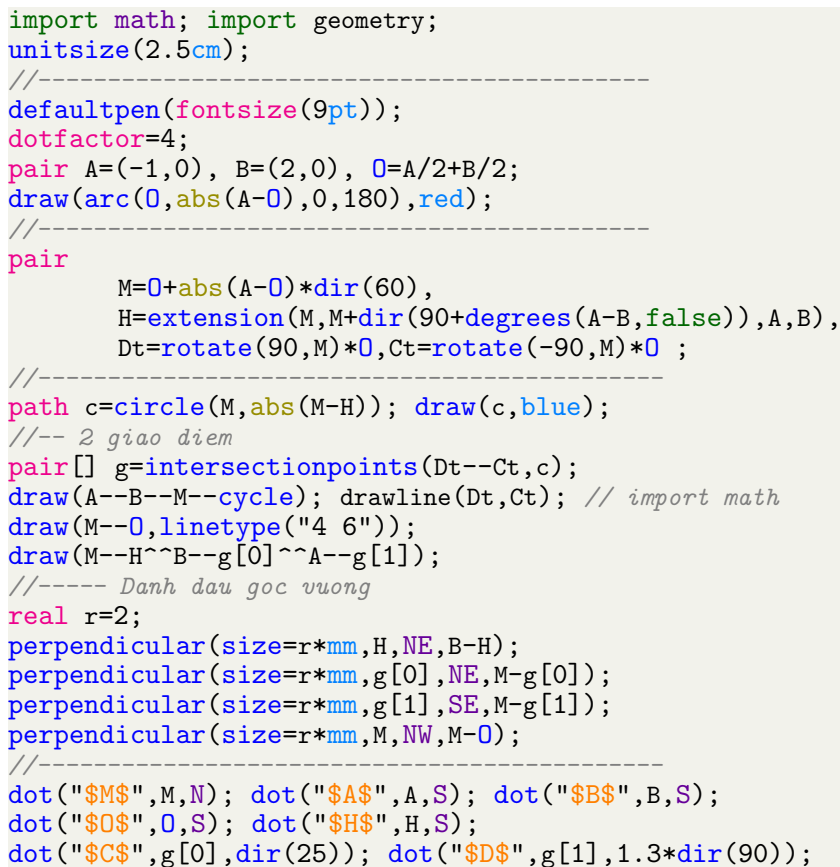 import math; import geometry;
unitsize(2.5cm);
//--------------------------------------------
defaultpen(fontsize(9pt));
dotfactor=4;
pair A=(-1,0), B=(2,0), O=A/2+B/2;
draw(arc(O,abs(A-O),0,180),red);
//--------------------------------------------
pair
        M=O+abs(A-O)*dir(60),
        H=extension(M,M+dir(90+degrees(A-B,false)),A,B),
        Dt=rotate(90,M)*O,Ct=rotate(-90,M)*O ;
//---------------------------------------------
path c=circle(M,abs(M-H)); draw(c,blue);
//-- 2 giao diem
pair[] g=intersectionpoints(Dt--Ct,c);
draw(A--B--M--cycle); drawline(Dt,Ct); // import math
draw(M--O,linetype("4 6"));
draw(M--H^^B--g[0]^^A--g[1]);
//----- Danh dau goc vuong
real r=2;
perpendicular(size=r*mm,H,NE,B-H);
perpendicular(size=r*mm,g[0],NE,M-g[0]);
perpendicular(size=r*mm,g[1],SE,M-g[1]);
perpendicular(size=r*mm,M,NW,M-O);
//---------------------------------------------
dot("$M$",M,N); dot("$A$",A,S); dot("$B$",B,S);
dot("$O$",O,S); dot("$H$",H,S);
dot("$C$",g[0],dir(25)); dot("$D$",g[1],1.3*dir(90));